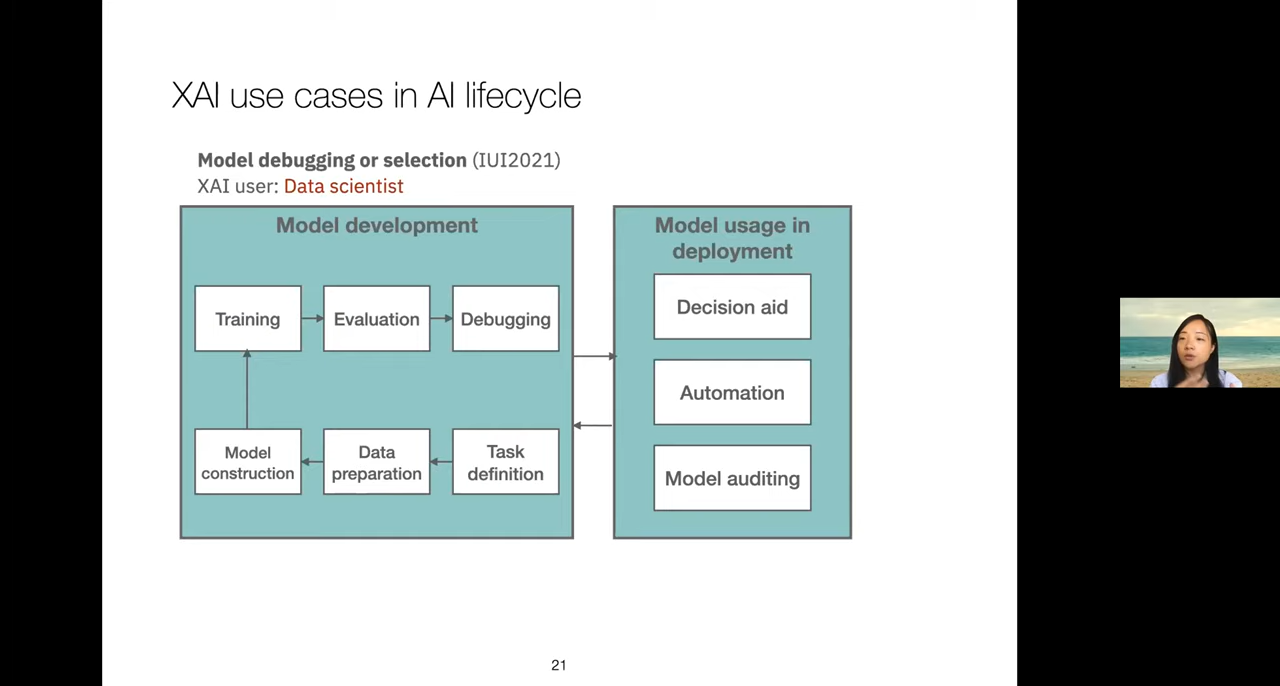 XAI use cases in AI lifecycle
Model debugging or selection (IUI2021)
XAI user: Data scientist
Model development
Training
Evaluation
Debugging
Model
construction
Data
preparation
Task
definition
Model usage in
deployment
Decision aid
Automation
Model auditing
21